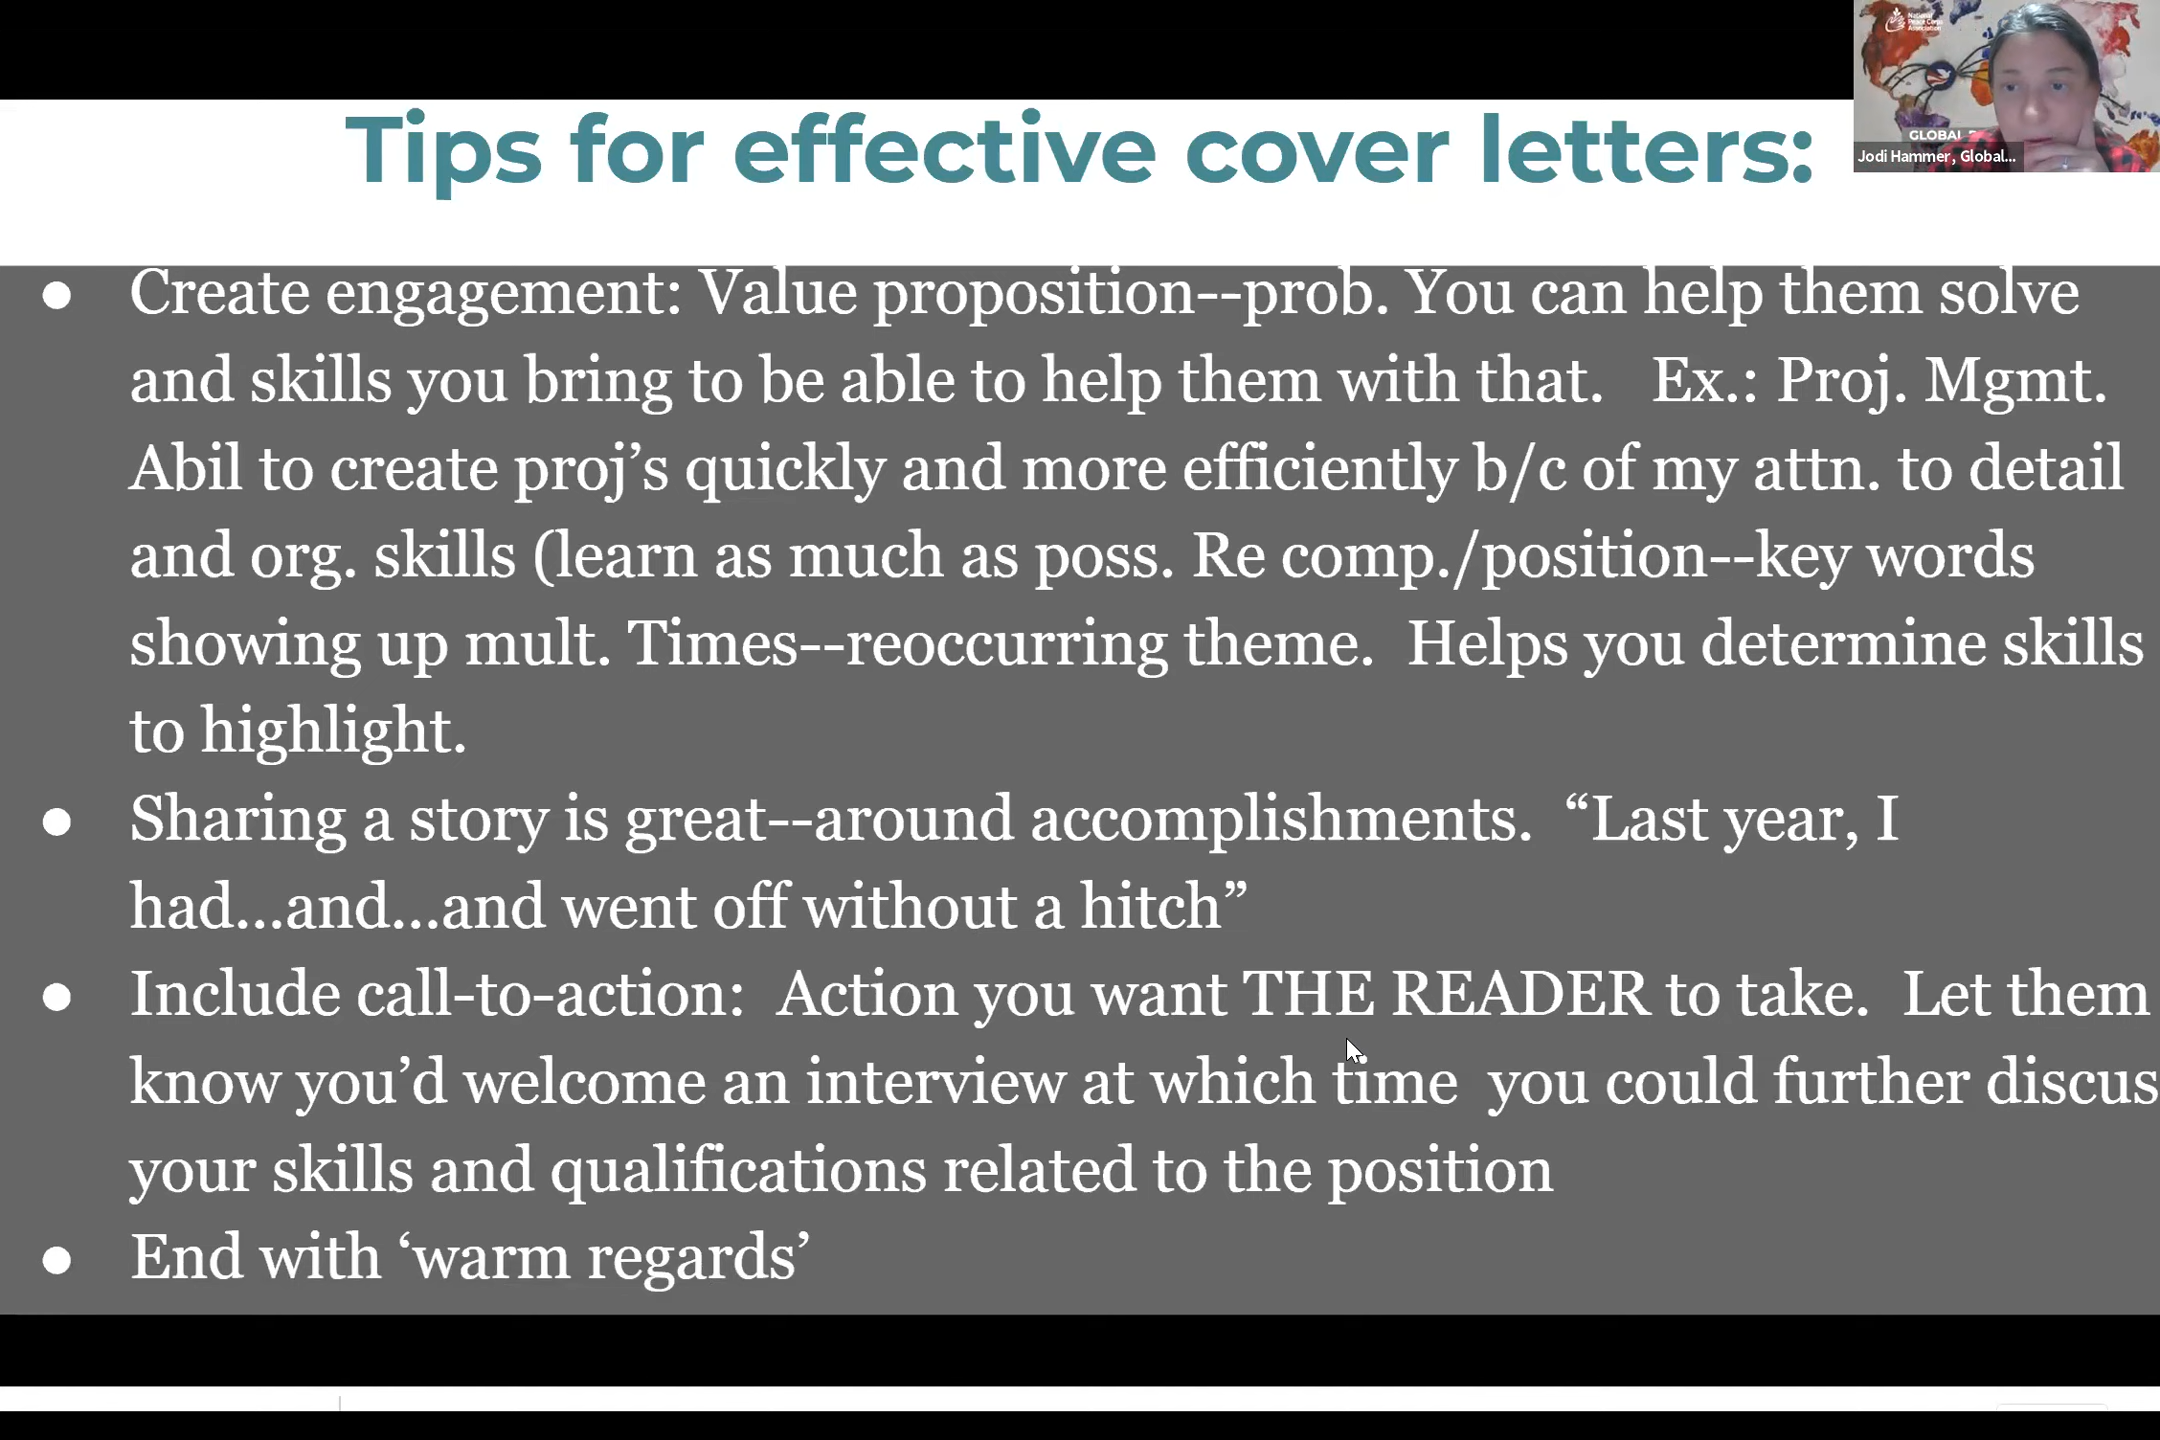 National
Peace Corps
Association
GLOBAL
Jodi Hammer, Global...
Tips for effective cover letters:
● Create engagement: Value proposition--prob. You can help them solve
and skills you bring to be able to help them with that.   Ex.: Proj. Mgmt.
Abil to create proj’s quickly and more efficiently b/c of my attn. to detail
and org. skills (learn as much as poss. Re comp./position--key words
showing up mult. Times--reoccurring theme.  Helps you determine skills
to highlight.
● Sharing a story is great--around accomplishments.  “Last year, I
had...and...and went off without a hitch”
● Include call-to-action:  Action you want THE READER to take.  Let them
know you’d welcome an interview at which time  you could further discus
your skills and qualifications related to the position
● End with ‘warm regards’